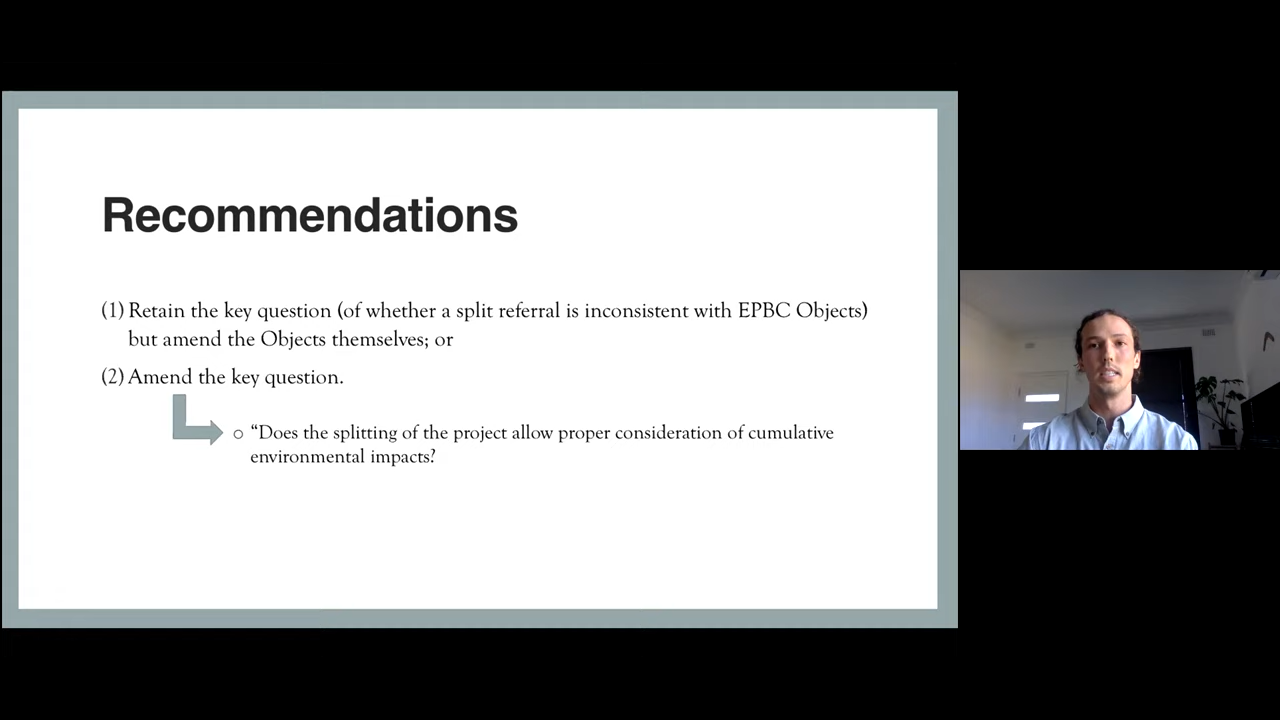 Recommendations
(1) Retain the key question (of whether a split referral is inconsistent with EPBC Objects)
but amend the Objects themselves; or
(2) Amend the key question.
o “Does the splitting of the project allow proper consideration of cumulative
environmental impacts?